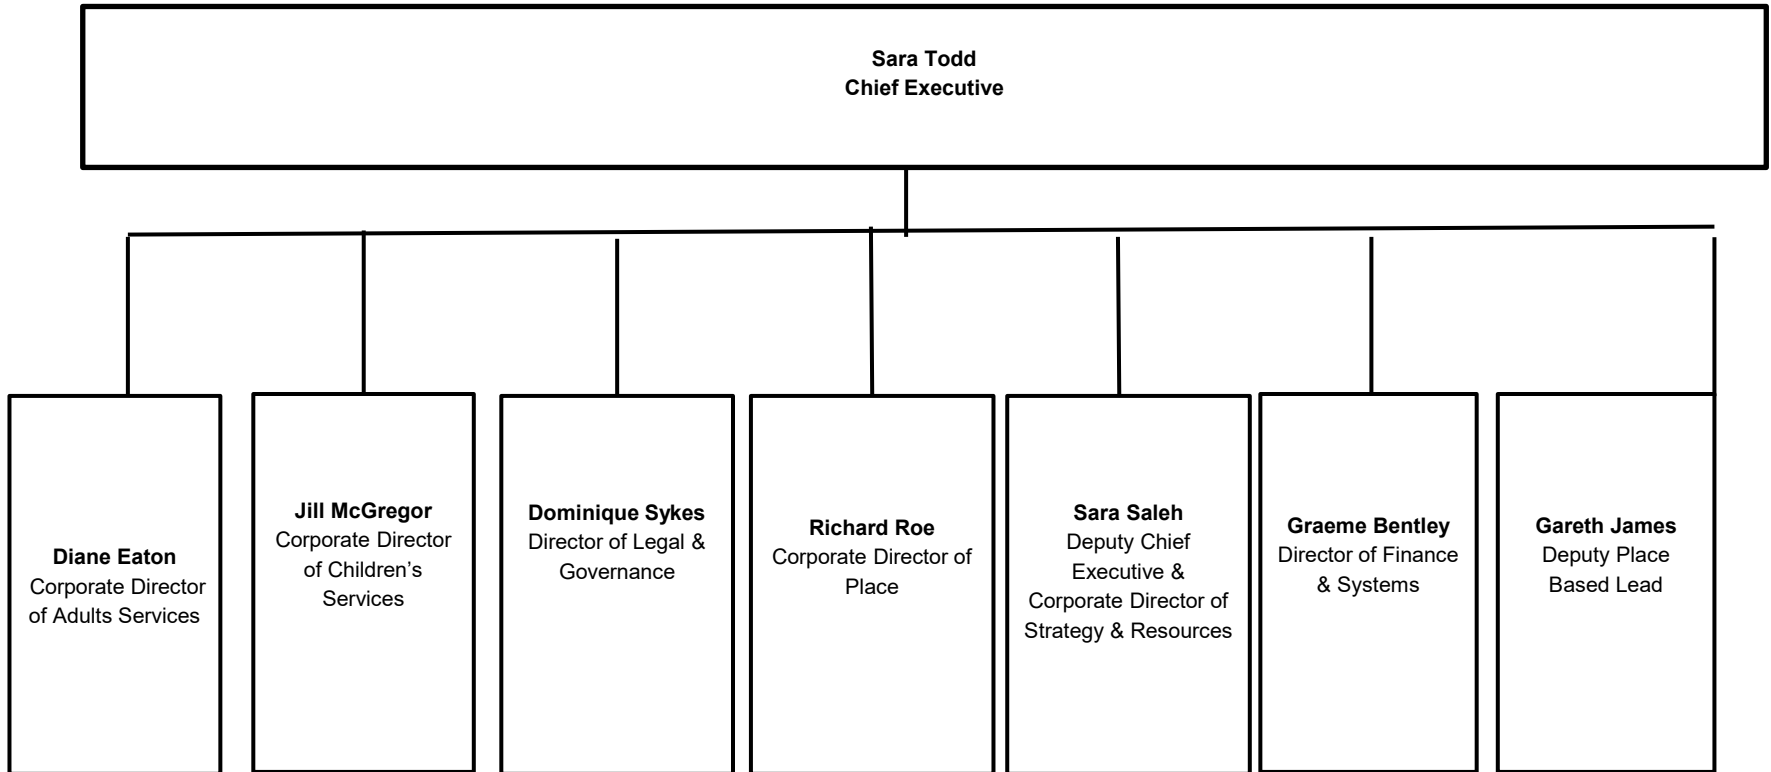 Sara Todd
Chief Executive
Diane Eaton
Corporate Director
of Adults Services
Jill McGregor
Corporate Director
of Children’s
Services
Dominique Sykes
Director of Legal &
Governance
Richard Roe
Corporate Director of
Place
Sara Saleh
Deputy Chief
Executive &
Corporate Director of
Strategy & Resources
Graeme Bentley
Director of Finance
& Systems
Gareth James
Deputy Place
Based Lead